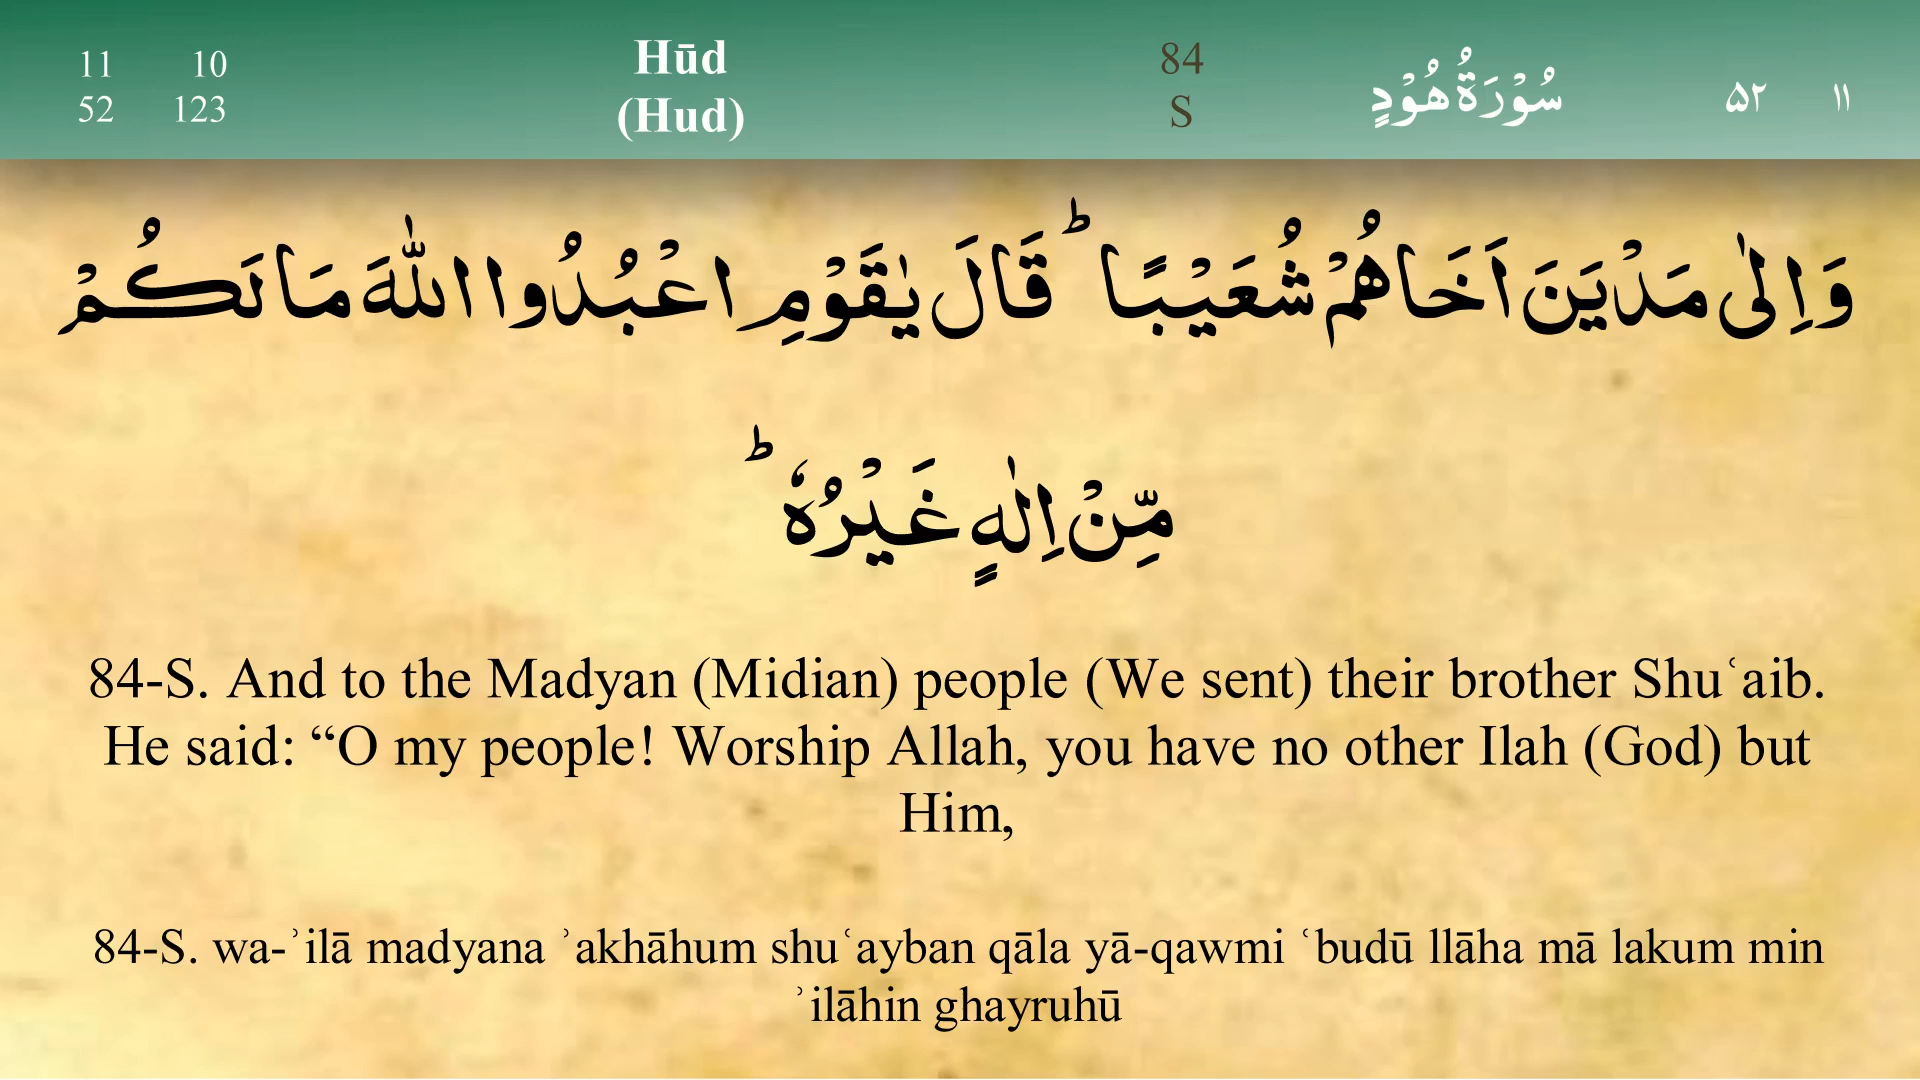 11 10 Hūd 84 سُوْرَةُ هُوْدٍ ۵۲ ۱۱
52 123 (Hud) S
وَاِلٰى مَدْيَنَ اَخَاهُمْ شُعَيْبًا ؕ قَالَ يٰقَوْمِ اعْبُدُوا اللّٰهَ مَا لَكُمْ
مِّنْ اِلٰهٍ غَيْرُهٗ ؕ
84-S. And to the Madyan (Midian) people (We sent) their brother Shuʿaib.
He said: “O my people! Worship Allah, you have no other Ilah (God) but
Him,
84-S. wa-ʾilā madyana ʾakhāhum shuʿayban qāla yā-qawmi ʿbudū llāha mā lakum min
ʾilāhin ghayruhū